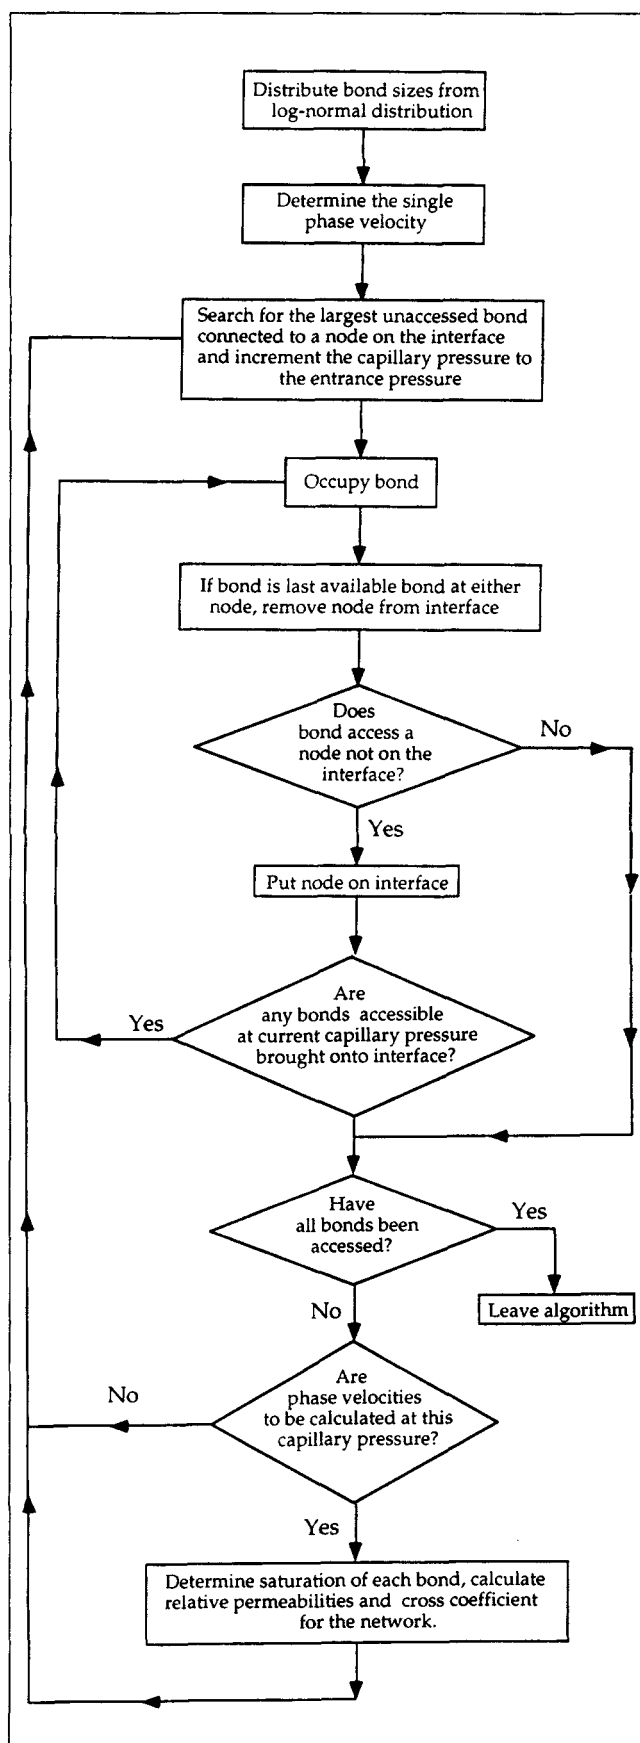 Distribute bond sizes from
log-normal distribution
Determine the single
phase velocity
Search for the largest unaccessed bond
connected to a node on the interface
and increment the capillary pressure to
the entrance pressure
Occupy bond
If bond is last available bond at either
node, remove node from interface
Does
bond access a
node not on the
interface?
No
Yes
Put node on interface
Are
any bonds accessible
at current capillary pressure
brought onto interface?
Yes
Have
all bonds been
accessed?
Yes
Leave algorithm
No
Are
phase velocities
to be calculated at this
capillary pressure?
No
Yes
Determine saturation of each bond, calculate
relative permeabilities and cross coefficient
for the network.